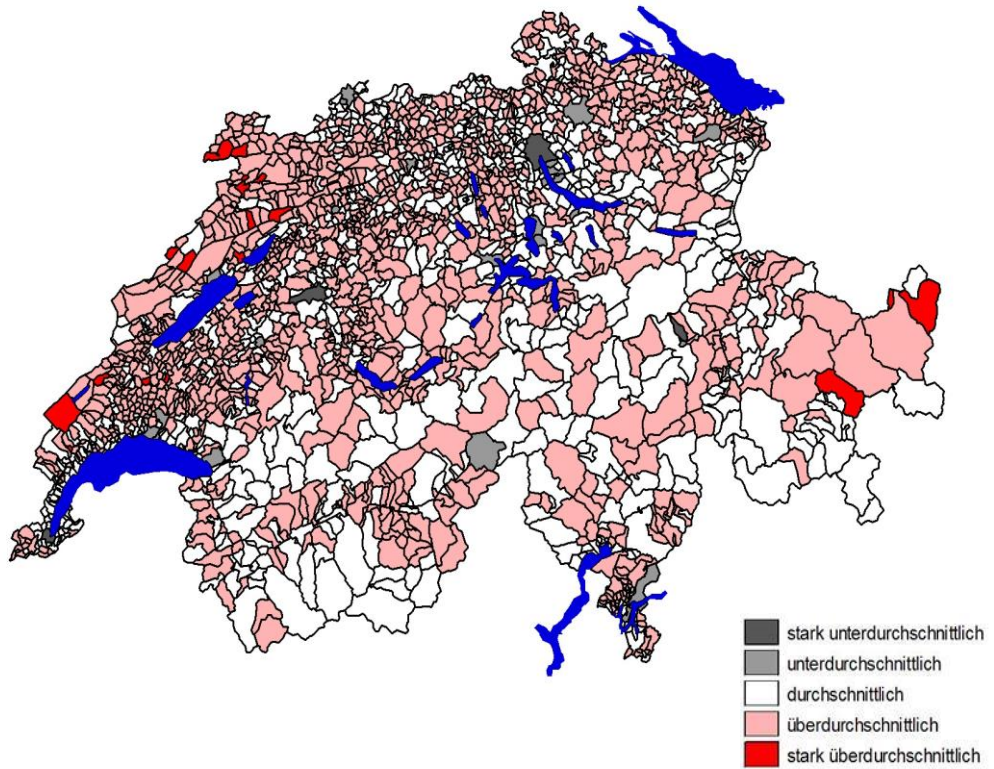 stark unterdurchschnittlich
unterdurchschnittlich
durchschnittlich
überdurchschnittlich
stark überdurchschnittlich